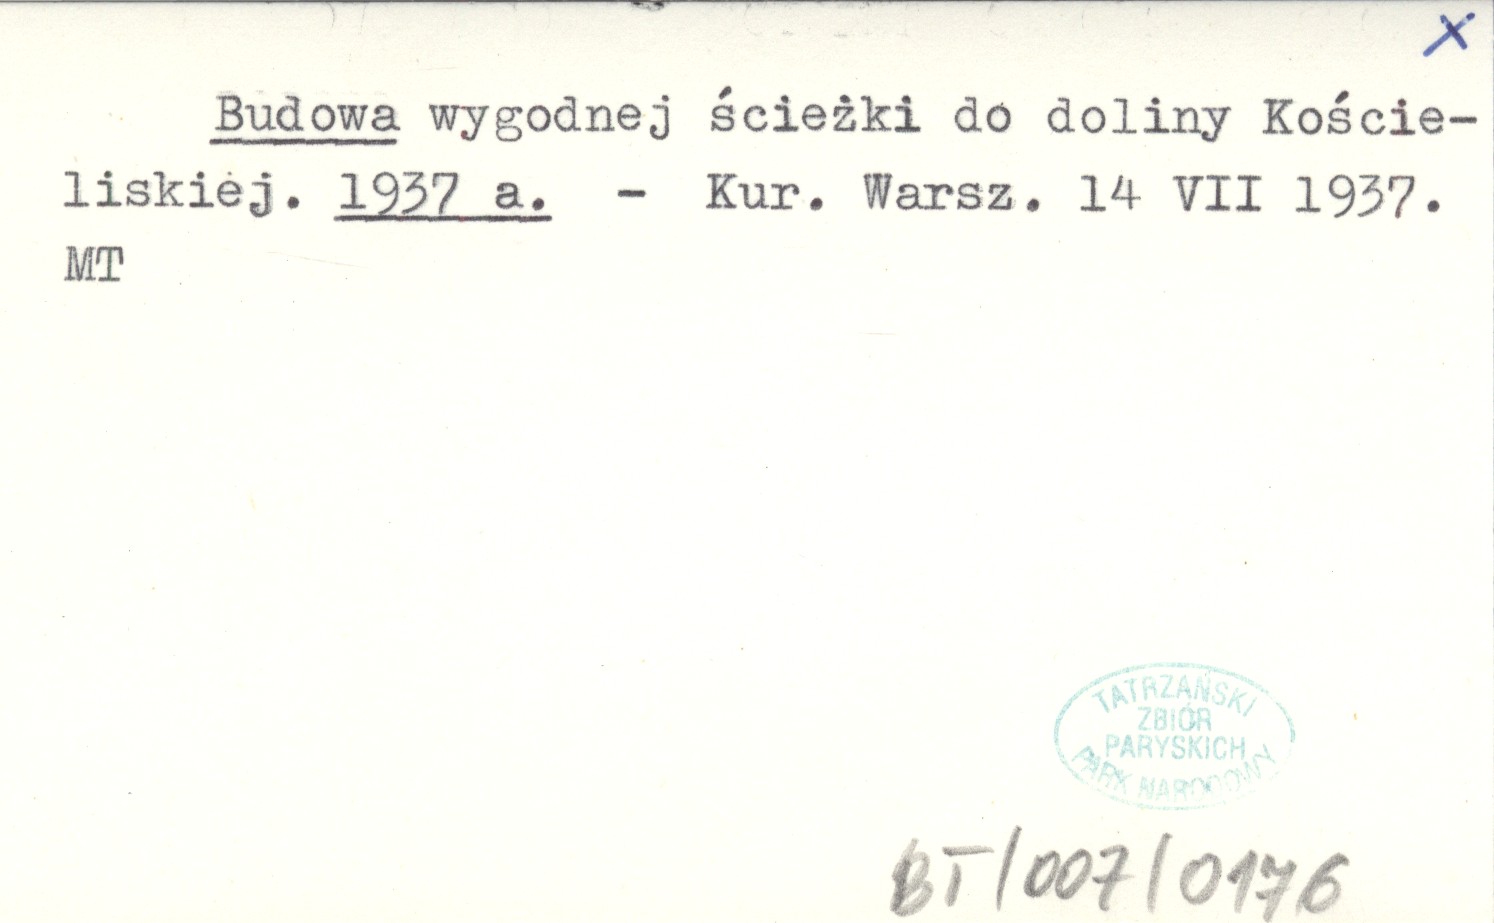 X
Budowa wygodnej ścieżki do doliny Koście-
liskiej. 1937 a. - Kur. Warsz. 14 VII 1937.
MT
TATRZAŃSKI
ZBIÓR
PARYSKICH
PARK NARODOWY
BT/007/0176